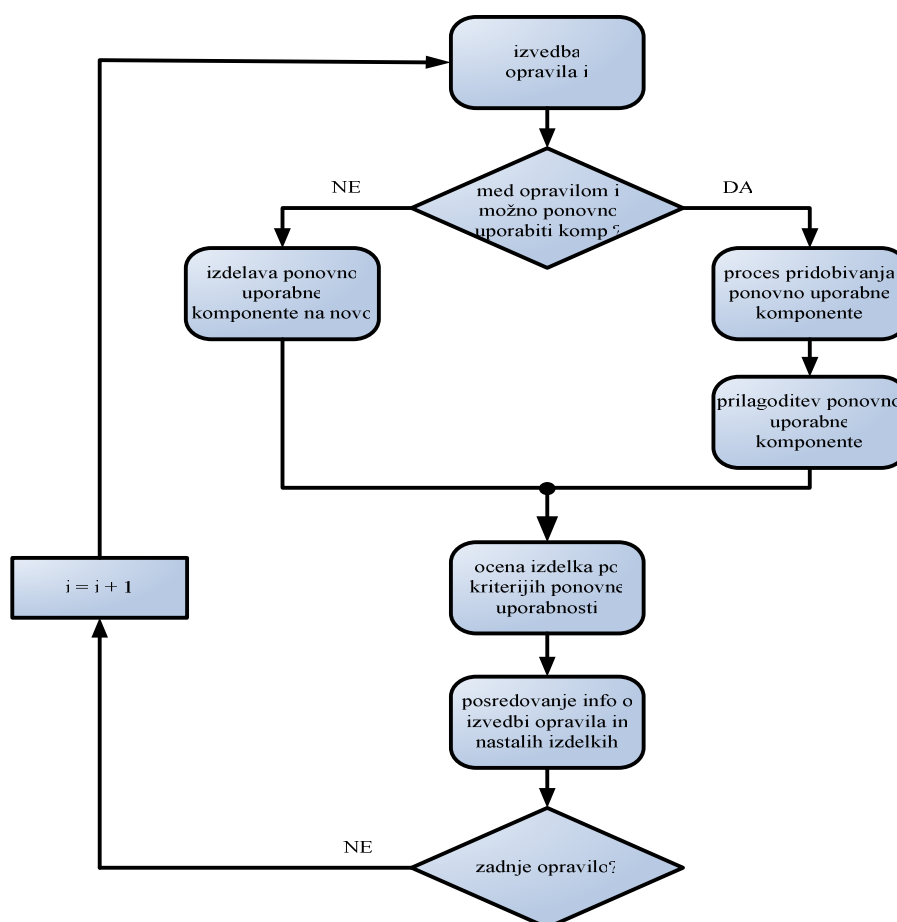 izvedba
opravila i
med opravilom i
možno ponovno
uporabiti komp.?
NE
DA
izdelava ponovno
uporabne
komponente na novo
proces pridobivanja
ponovno uporabne
komponente
prilagoditev ponovno
uporabne
komponente
ocena izdelka po
kriterijih ponovne
uporabnosti
i = i + 1
posredovanje info o
izvedbi opravila in
nastalih izdelkih
NE
zadnje opravilo?